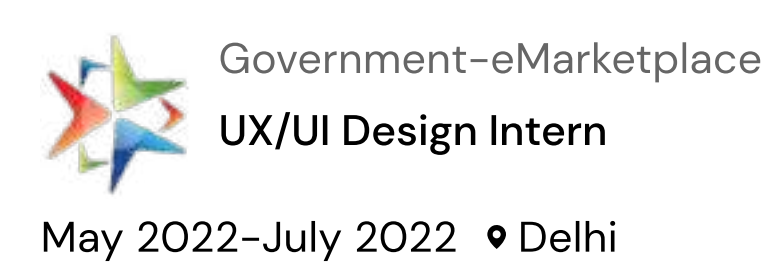 Government-eMarketplace
UX/UI Design Intern
May 2022-July 2022 Delhi